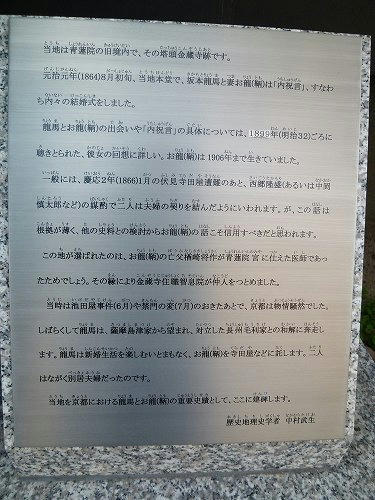 当地は青蓮院の旧境内で、その塔頭金蔵寺跡です。
元治元年(1864)8月初旬、当地本堂で、坂本龍馬と妻お龍(鞆)は「内祝言」、すなわ
ち内々の結婚式をしました。
龍馬とお龍(鞆)の出会いや「内祝言」の具体については、1899年(明治32)ごろに
聴きとられた、彼女の回想に詳しい。お龍(鞆)は1906年まで生きていました。
一般には、慶応2年(1866)1月の伏見寺田屋遭難のあと、西郷隆盛(あるいは中岡
慎太郎など)の媒酌で二人は夫婦の契りを結んだようにいわれます。が、この話は
根拠が薄く、他の史料との検討からお龍(鞆)の話こそ信用すべきだと思われます。
この地が選ばれたのは、お龍(鞆)の亡父楢崎将作が青蓮院宮に仕えた医師であっ
たためでしょう。その縁により金蔵寺住職智息院が仲人をつとめました。
当時は池田屋事件(6月)や禁門の変(7月)のおきたあとで、京都は物情騒然でした。
しばらくして龍馬は、薩摩島津家から望まれ、対立した長州毛利家との和解に奔走し
ます。龍馬は新婚生活を楽しむいとまもなく、お龍(鞆)を寺田屋などに託します。二人
はながく別居夫婦だったのです。
当地を京都における龍馬とお龍(鞆)の重要史蹟として、ここに建碑します。
歴史地理史学者 中村武生